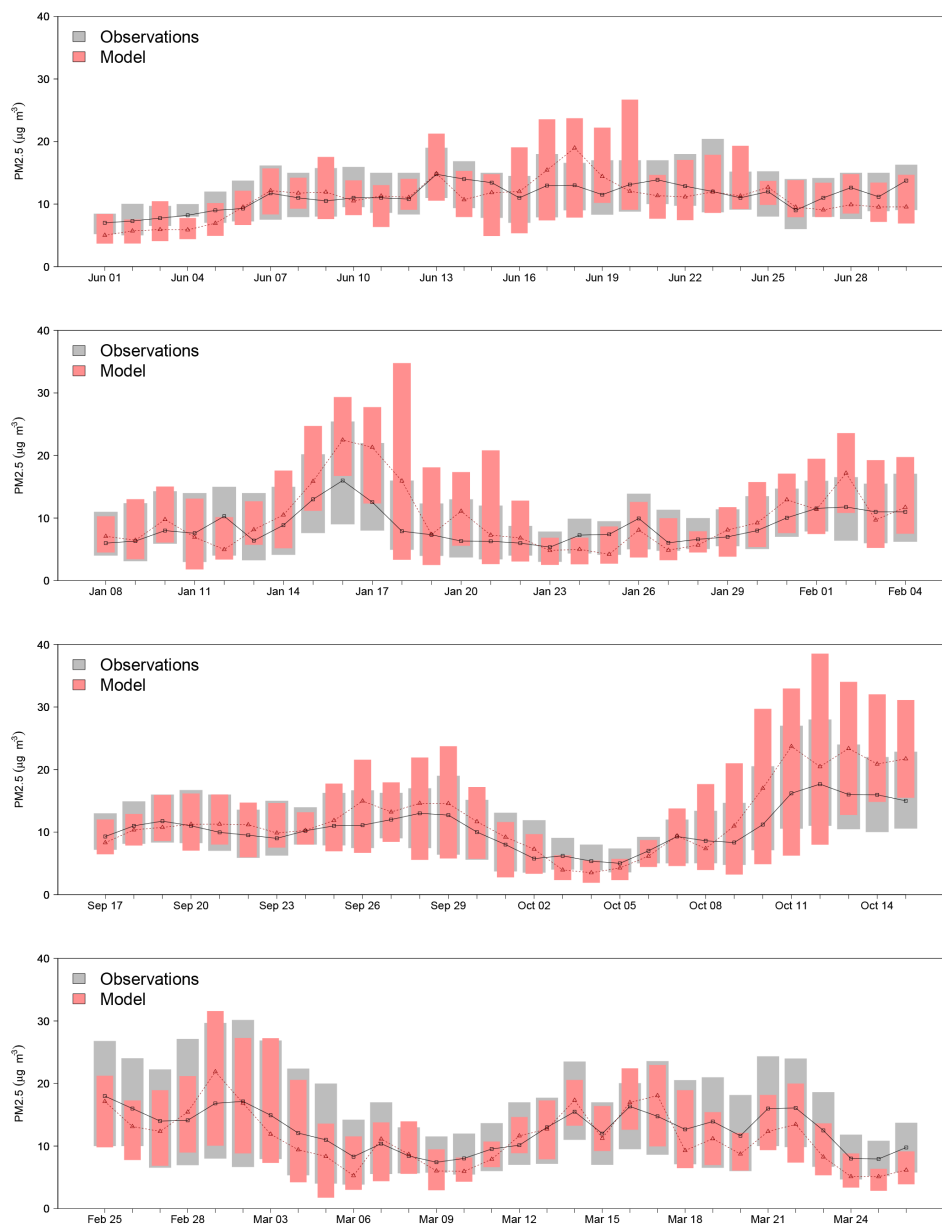 40
30
20
10
0
PM2.5 (μg m³)
Observations
Model
Jun 01 Jun 04 Jun 07 Jun 10 Jun 13 Jun 16 Jun 19 Jun 22 Jun 25 Jun 28
40
30
20
10
0
PM2.5 (μg m³)
Observations
Model
Jan 08 Jan 11 Jan 14 Jan 17 Jan 20 Jan 23 Jan 26 Jan 29 Feb 01 Feb 04
40
30
20
10
0
PM2.5 (μg m³)
Observations
Model
Sep 17 Sep 20 Sep 23 Sep 26 Sep 29 Oct 02 Oct 05 Oct 08 Oct 11 Oct 14
40
30
20
10
0
PM2.5 (μg m³)
Observations
Model
Feb 25 Feb 28 Mar 03 Mar 06 Mar 09 Mar 12 Mar 15 Mar 18 Mar 21 Mar 24